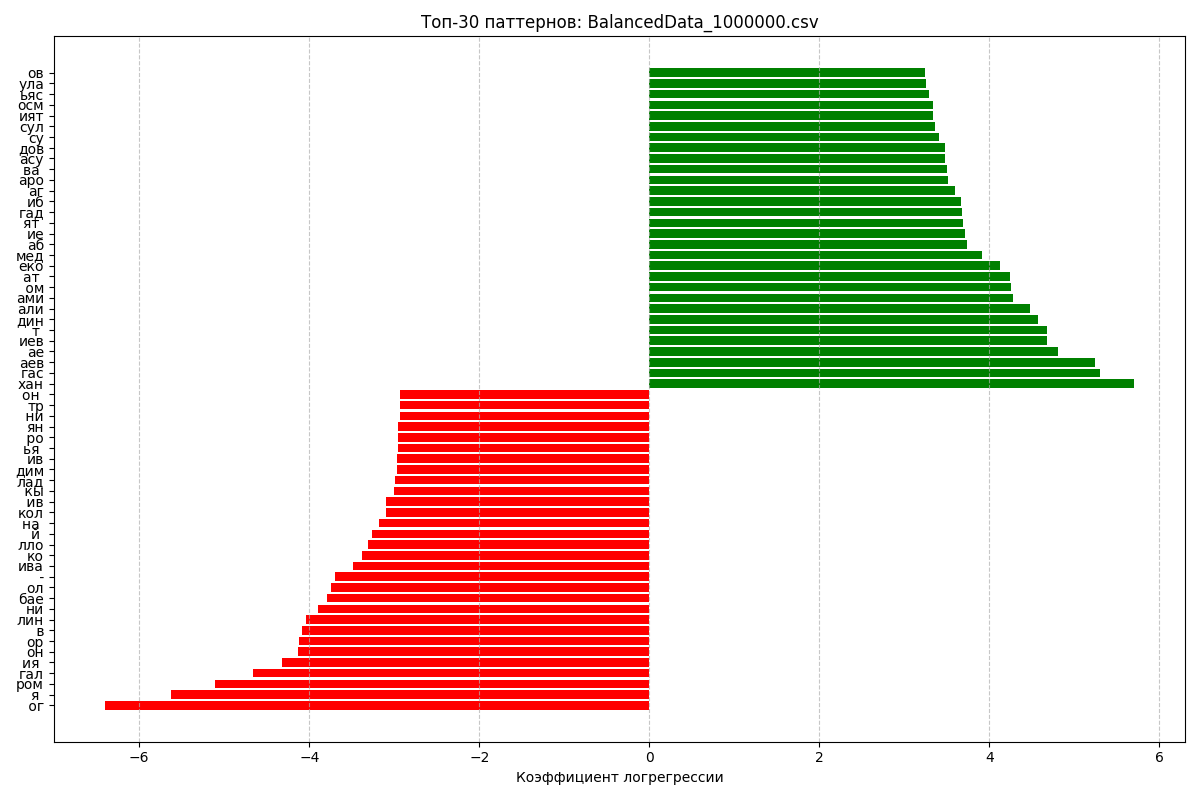 Топ-30 паттернов: BalancedData_1000000.csv
ов
ула
ьяс
осм
ият
сул
су
дов
асу
ва
аро
аг
иб
гад
ят
ие
аб
мед
еко
ат
ом
ами
али
дин
т
иев
ае
аев
гас
хан
он
тр
ни
ян
ро
ья
ив
дим
лад
кы
ив
кол
на
й
лло
ко
ива
-
ол
бае
ни
лин
в
ор
он
ия
гал
ром
я
ог
−6 −4 −2 0 2 4 6
Коэффициент логрегрессии